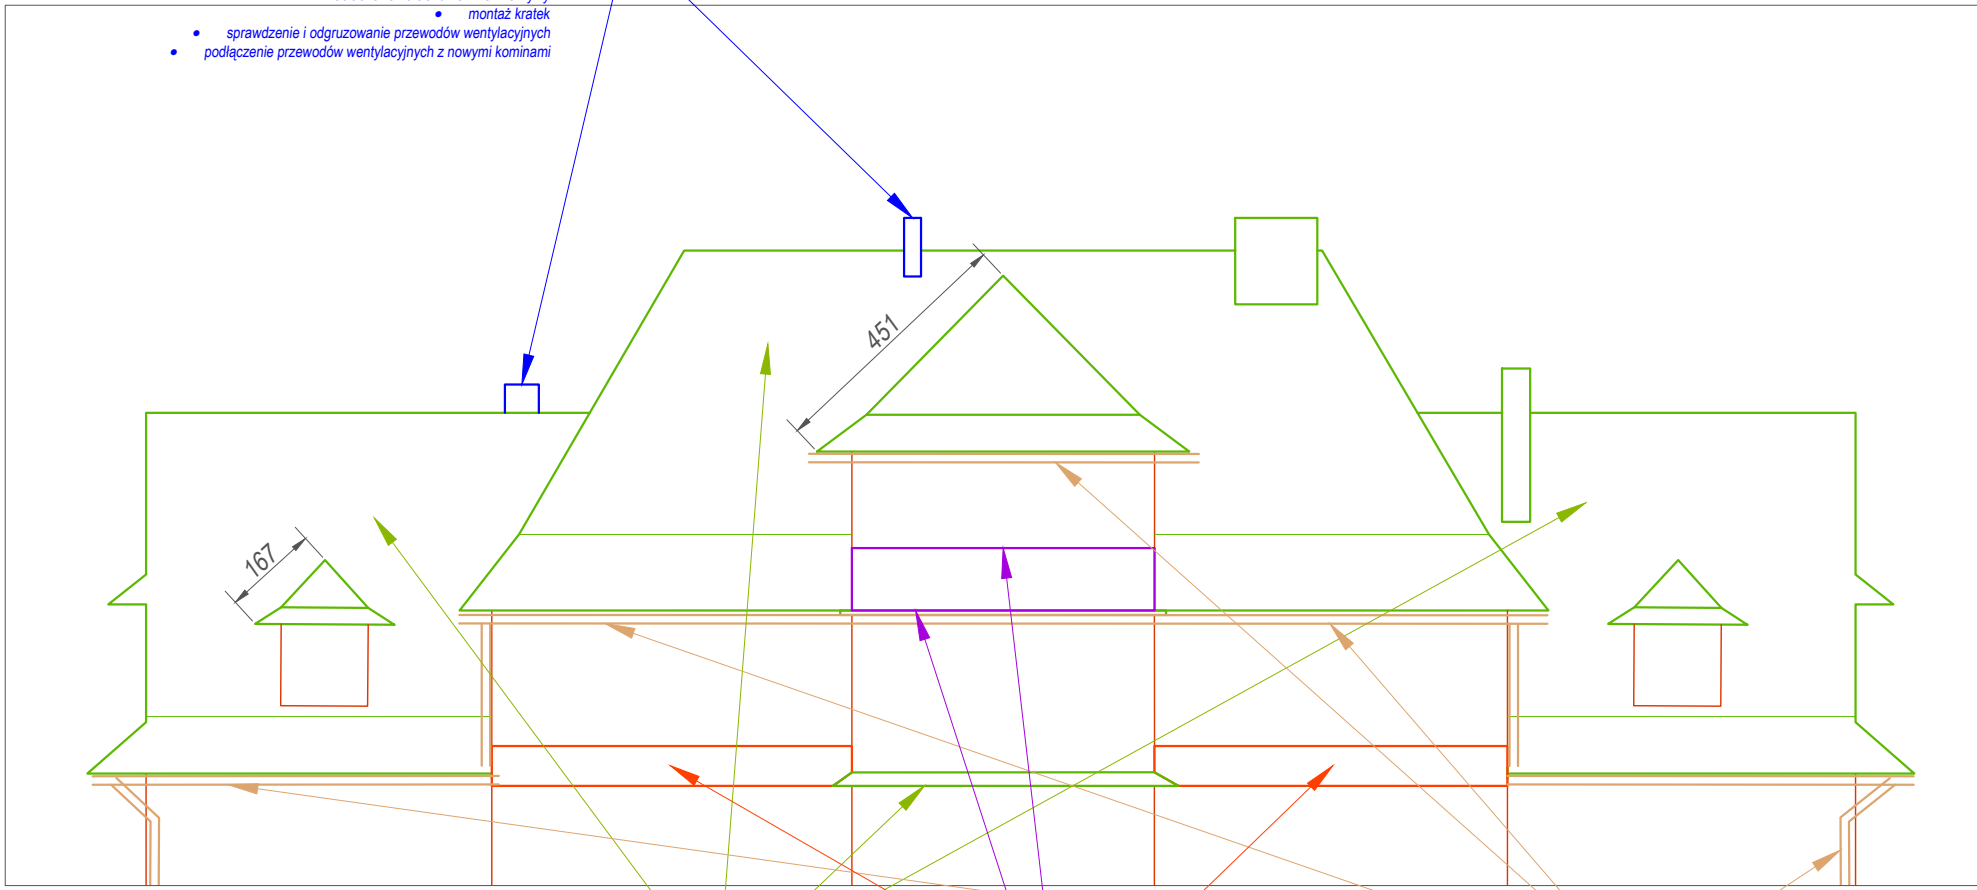 • montaż kratek
• sprawdzenie i odgruzowanie przewodów wentylacyjnych
• podłączenie przewodów wentylacyjnych z nowymi kominami
451
167